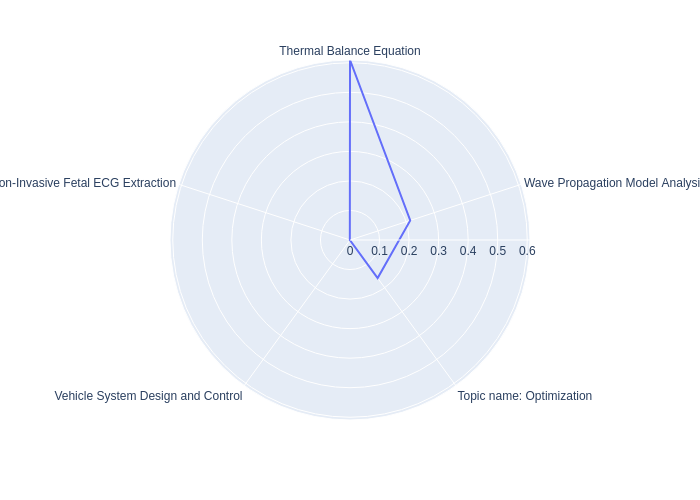 Thermal Balance Equation
on-Invasive Fetal ECG Extraction
Wave Propagation Model Analysi
0 0.1 0.2 0.3 0.4 0.5 0.6
Vehicle System Design and Control
Topic name: Optimization